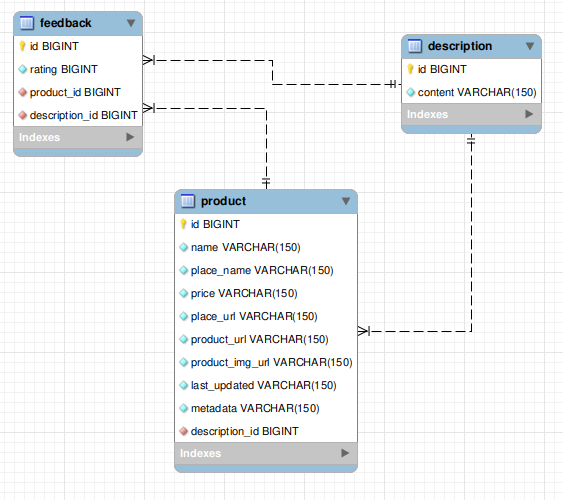 feedback
id BIGINT
rating BIGINT
product_id BIGINT
description_id BIGINT
Indexes
description
id BIGINT
content VARCHAR(150)
Indexes
product
id BIGINT
name VARCHAR(150)
place_name VARCHAR(150)
price VARCHAR(150)
place_url VARCHAR(150)
product_url VARCHAR(150)
product_img_url VARCHAR(150)
last_updated VARCHAR(150)
metadata VARCHAR(150)
description_id BIGINT
Indexes